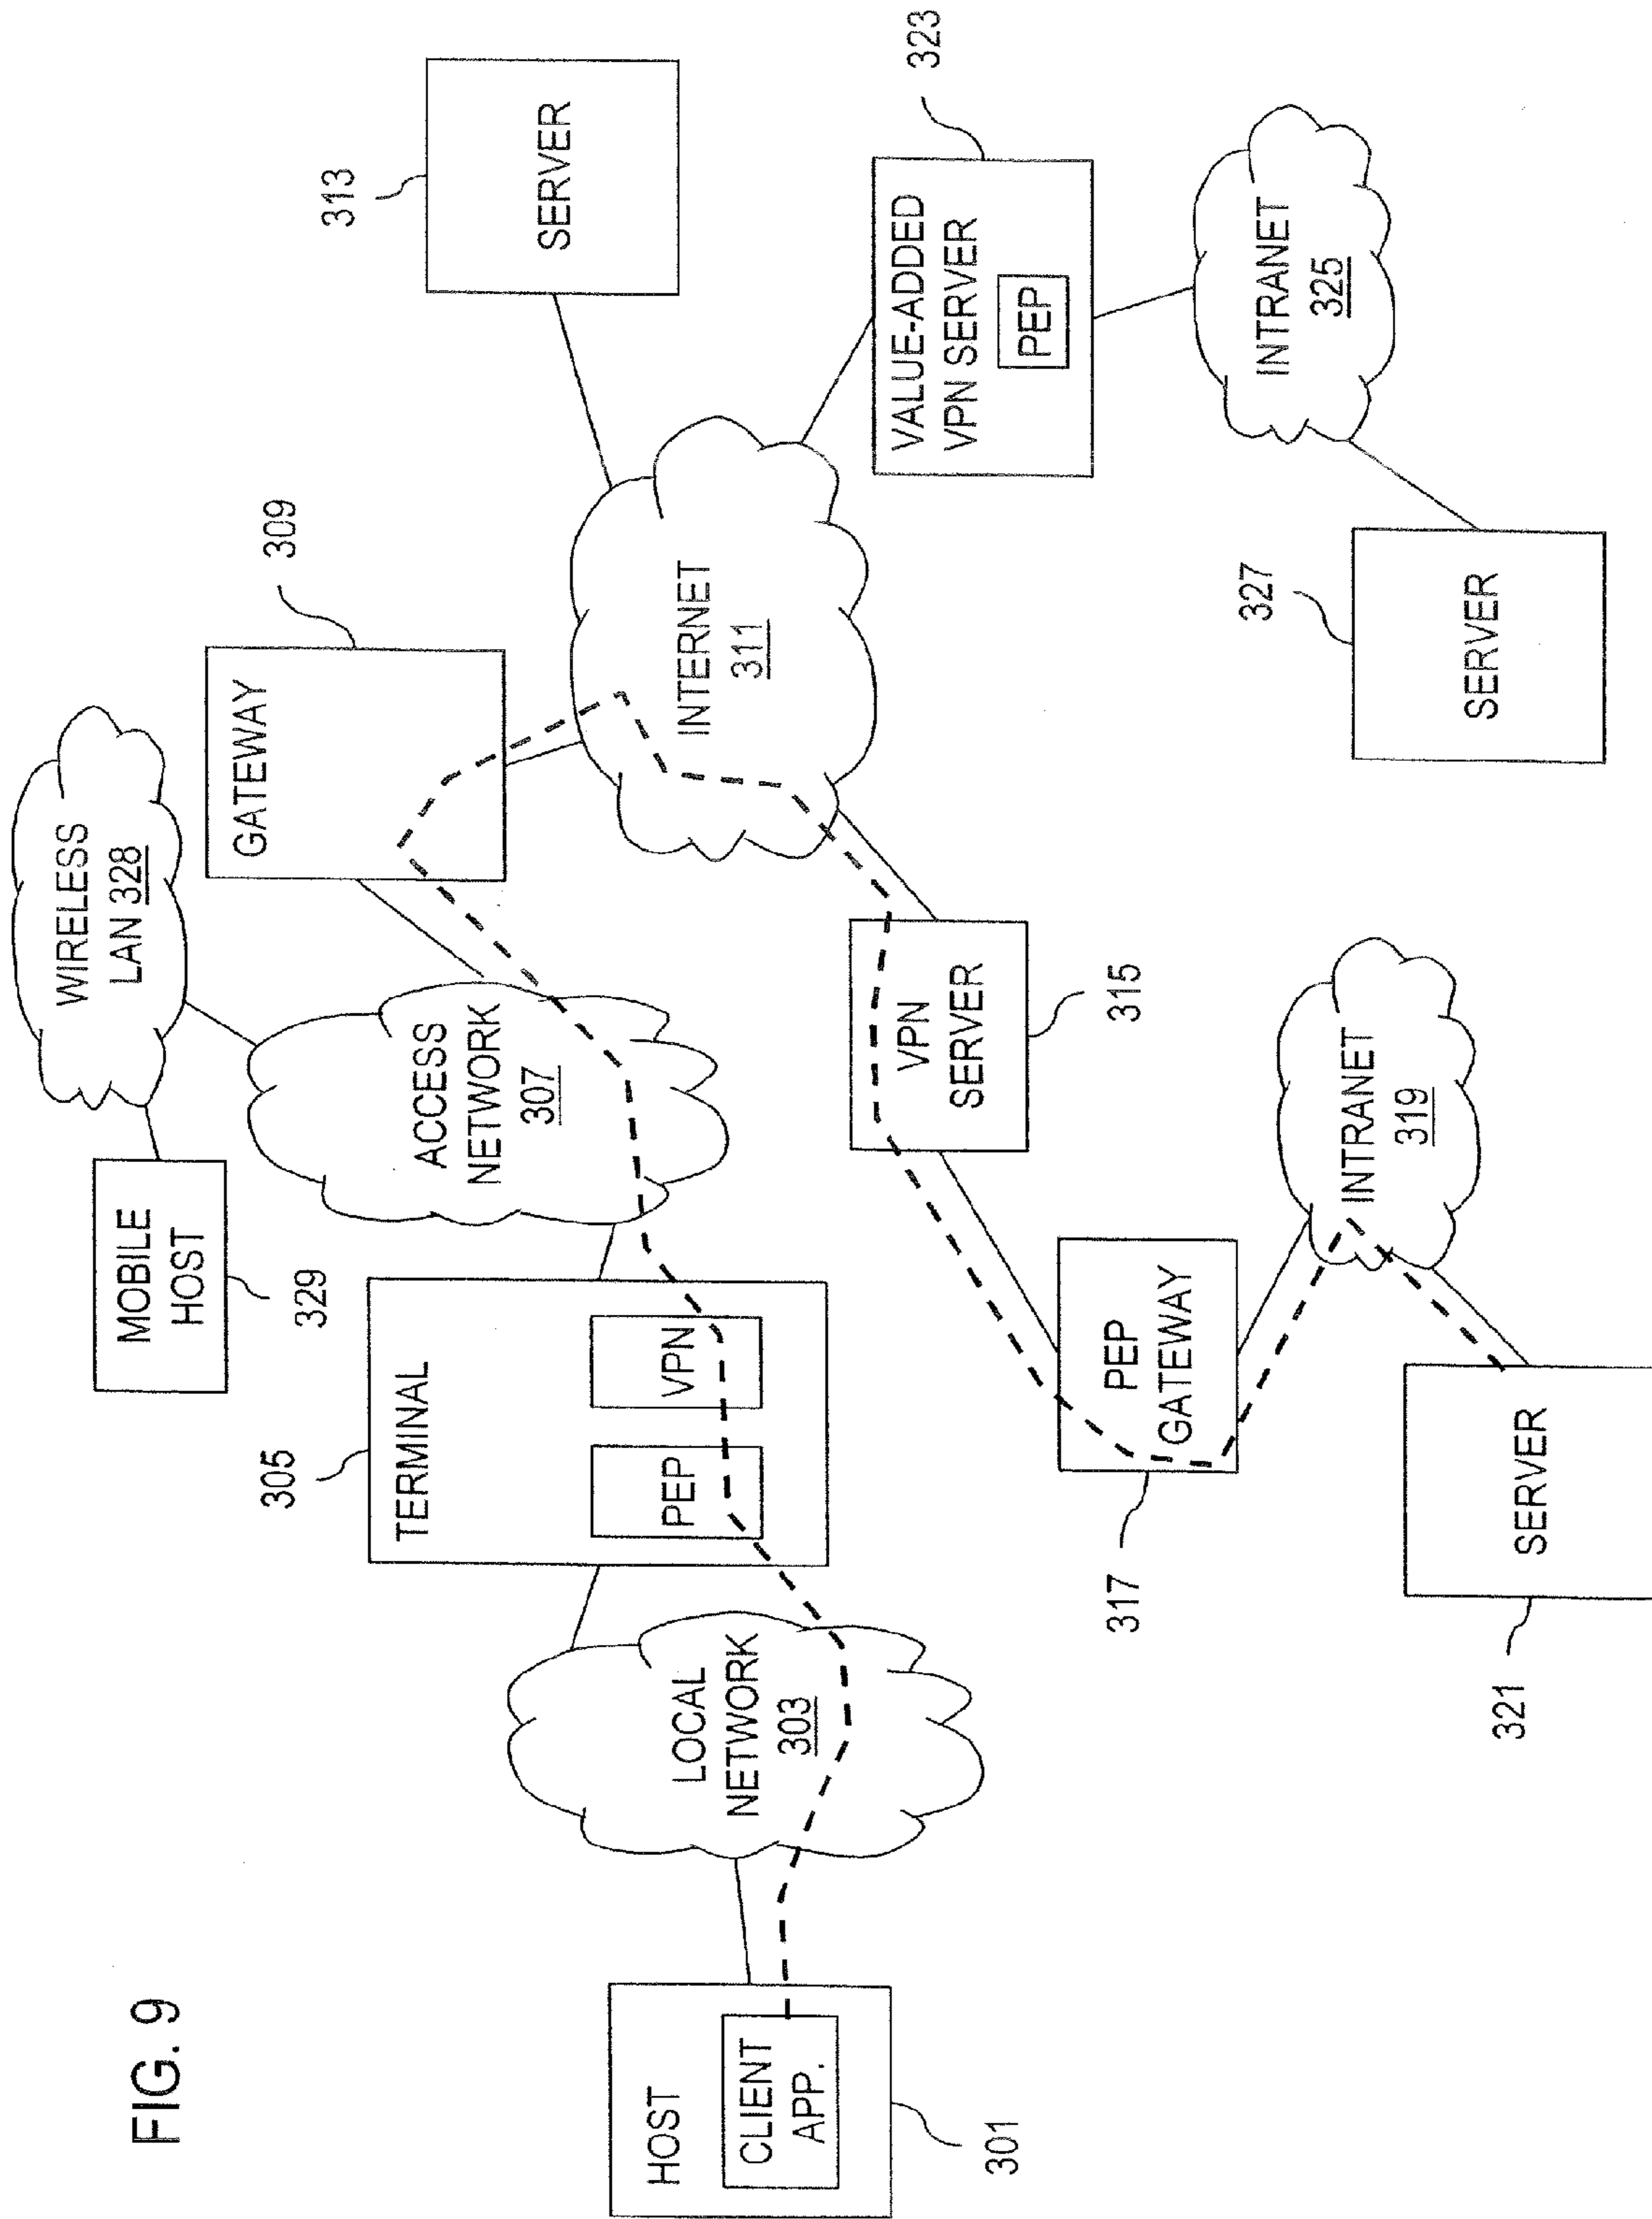 FIG. 9
WIRELESS
LAN 328
MOBILE
HOST
329
GATEWAY
309
SERVER
313
ACCESS
NETWORK
307
TERMINAL
PEP
VPN
305
INTERNET
311
VALUE-ADDED
VPN SERVER
PEP
323
LOCAL
NETWORK
303
HOST
CLIENT
APP.
301
VPN
SERVER
315
PEP
GATEWAY
317
INTRANET
319
INTRANET
325
SERVER
321
SERVER
327